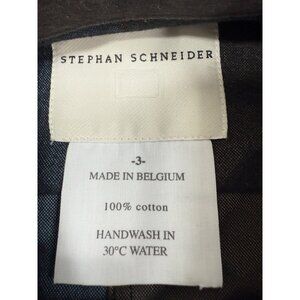 STEPHAN SCHNEIDER
-3-
MADE IN BELGIUM
100% cotton
HANDWASH IN
30°C WATER